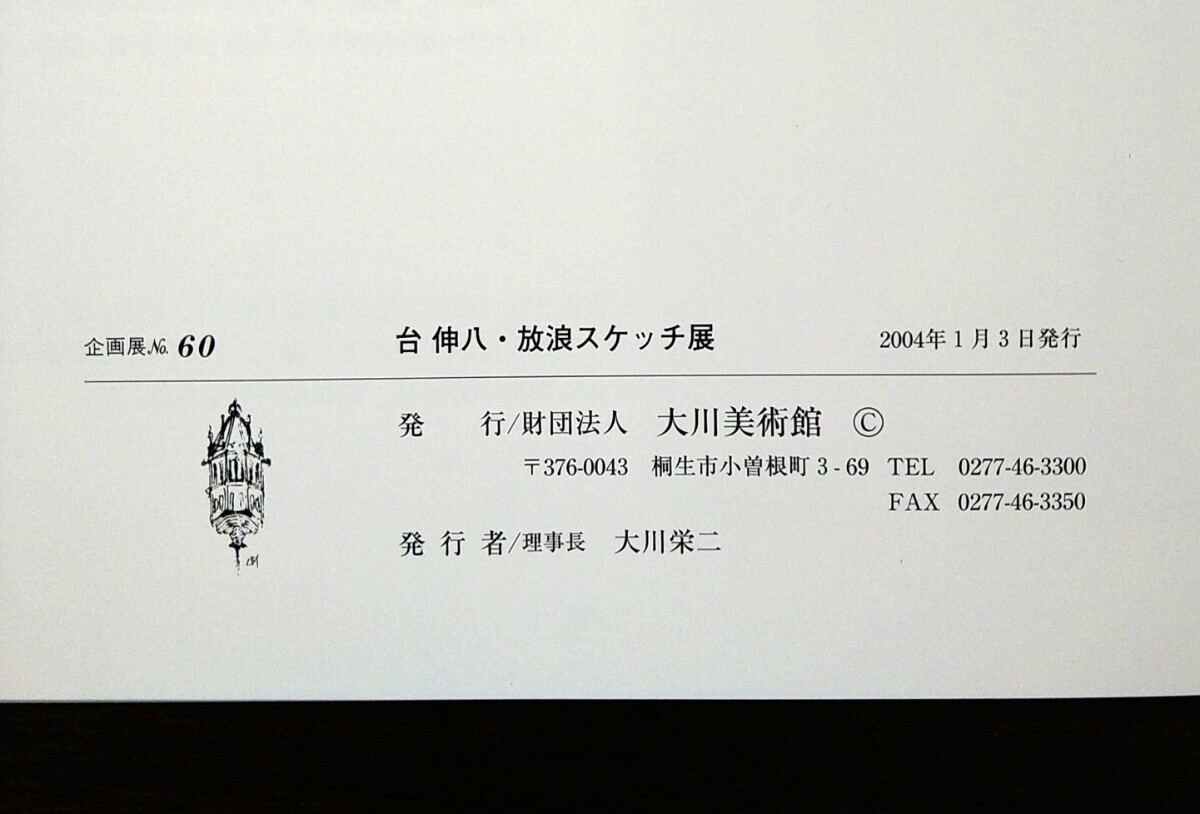 企画展No. 60 台 伸八・放浪スケッチ展 2004年1月3日発行
発 行/財団法人 大川美術館 Ⓒ
〒376-0043 桐生市小曽根町3-69 TEL 0277-46-3300
FAX 0277-46-3350
発行者/理事長 大川栄二